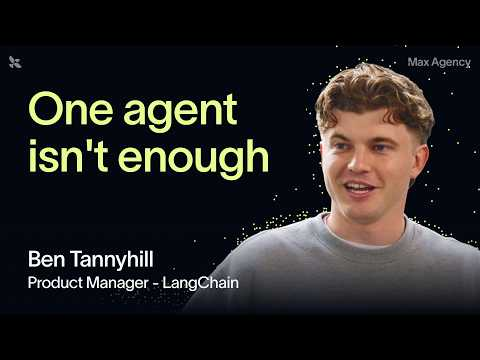 Max Agency
One agent
isn't enough
Ben Tannyhill
Product Manager - LangChain